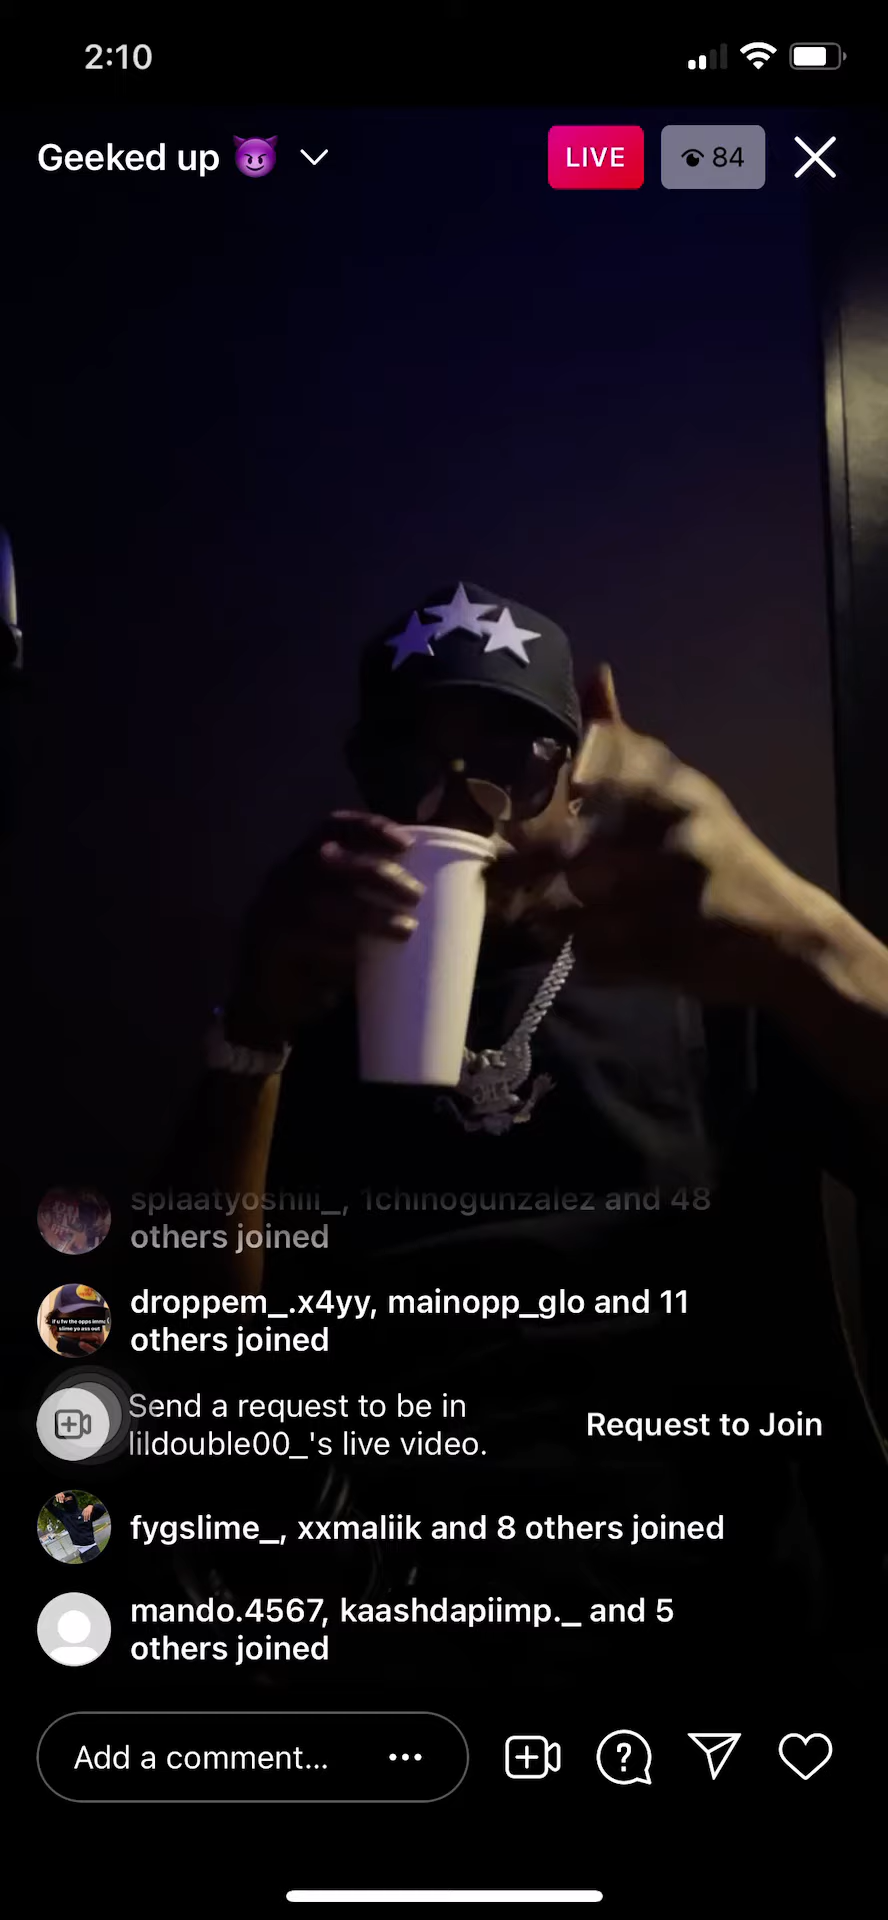 2:10
Geeked up 😈
LIVE
84
splaatyoshiii_, 1chinogunzalez and 48
others joined
droppem_.x4yy, mainopp_glo and 11
others joined
Send a request to be in
lildouble00_'s live video.
Request to Join
fygslime_, xxmaliik and 8 others joined
mando.4567, kaashdapiimp._ and 5
others joined
Add a comment...